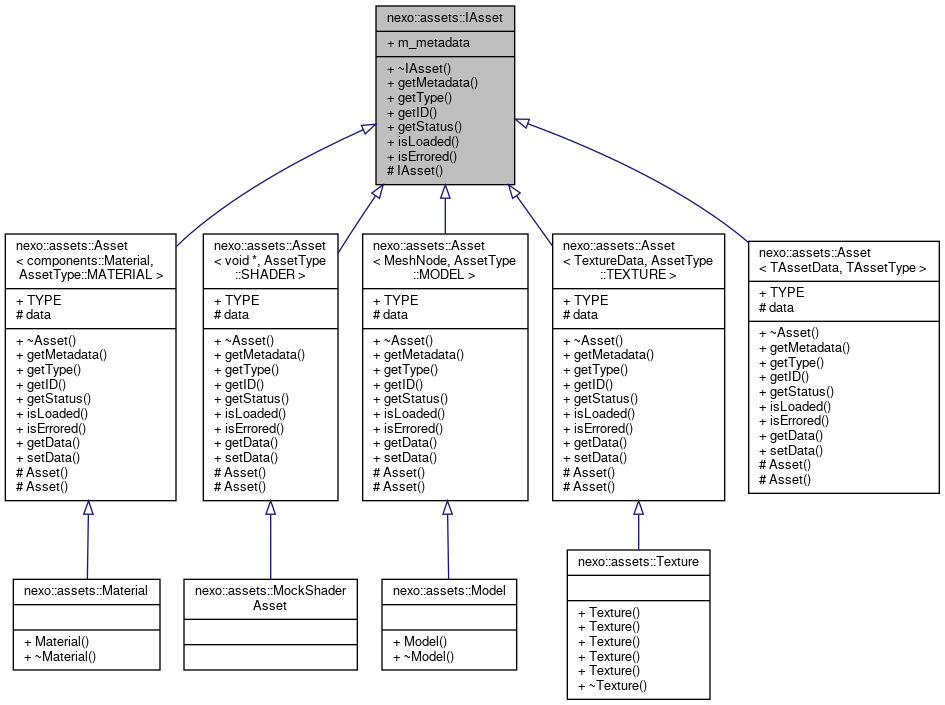 nexo::assets::IAsset
+ m_metadata
+ ~IAsset()
+ getMetadata()
+ getType()
+ getID()
+ getStatus()
+ isLoaded()
+ isErrored()
# IAsset()
nexo::assets::Asset
< components::Material,
AssetType::MATERIAL >
+ TYPE
# data
+ ~Asset()
+ getMetadata()
+ getType()
+ getID()
+ getStatus()
+ isLoaded()
+ isErrored()
+ getData()
+ setData()
# Asset()
# Asset()
nexo::assets::Asset
< void *, AssetType
::SHADER >
+ TYPE
# data
+ ~Asset()
+ getMetadata()
+ getType()
+ getID()
+ getStatus()
+ isLoaded()
+ isErrored()
+ getData()
+ setData()
# Asset()
# Asset()
nexo::assets::Asset
< MeshNode, AssetType
::MODEL >
+ TYPE
# data
+ ~Asset()
+ getMetadata()
+ getType()
+ getID()
+ getStatus()
+ isLoaded()
+ isErrored()
+ getData()
+ setData()
# Asset()
# Asset()
nexo::assets::Asset
< TextureData, AssetType
::TEXTURE >
+ TYPE
# data
+ ~Asset()
+ getMetadata()
+ getType()
+ getID()
+ getStatus()
+ isLoaded()
+ isErrored()
+ getData()
+ setData()
# Asset()
# Asset()
nexo::assets::Asset
< TAssetData, TAssetType >
+ TYPE
# data
+ ~Asset()
+ getMetadata()
+ getType()
+ getID()
+ getStatus()
+ isLoaded()
+ isErrored()
+ getData()
+ setData()
# Asset()
# Asset()
nexo::assets::Material
+ Material()
+ ~Material()
nexo::assets::MockShader
Asset
nexo::assets::Model
+ Model()
+ ~Model()
nexo::assets::Texture
+ Texture()
+ Texture()
+ Texture()
+ Texture()
+ Texture()
+ ~Texture()